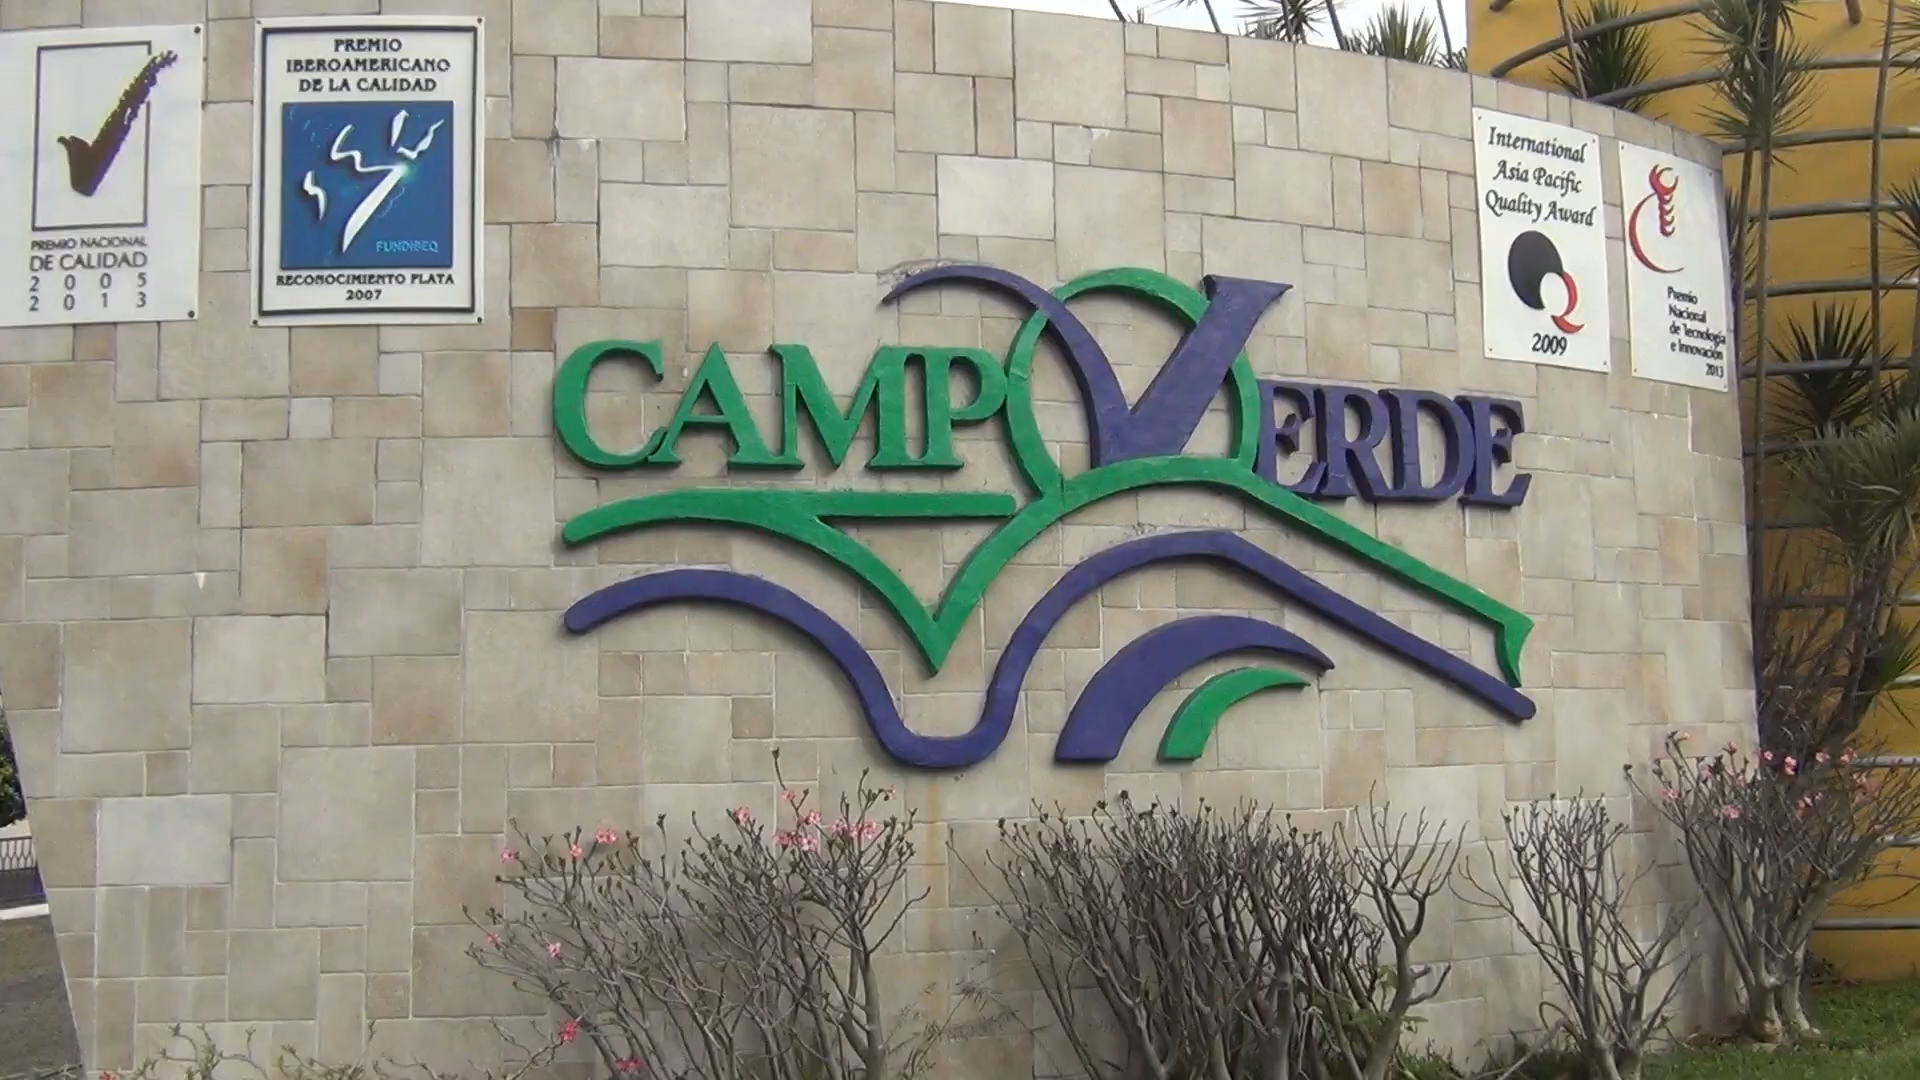 PREMIO NACIONAL
DE CALIDAD
2005
2013
PREMIO
IBEROAMERICANO
DE LA CALIDAD
FUNDIBEQ
RECONOCIMIENTO PLATA
2007
CAMPOVERDE
International
Asia Pacific
Quality Award
2009
Premio
Nacional
de Tecnología
e Innovación
2013